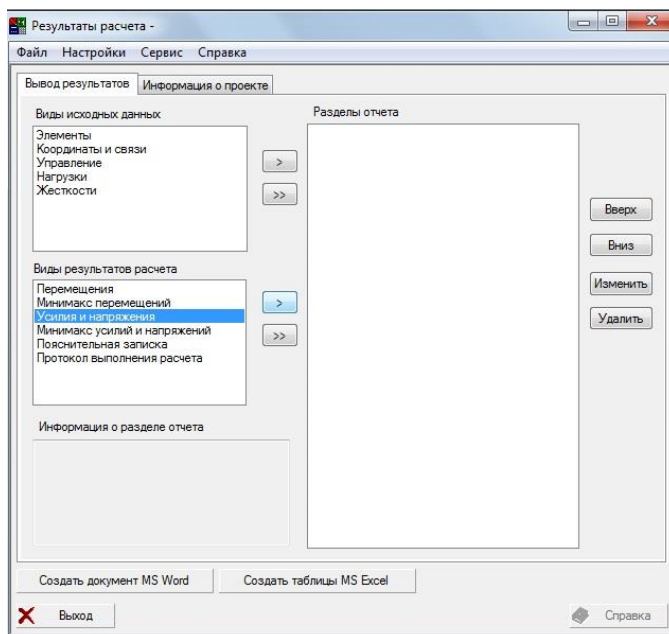 Результаты расчета -
Файл Настройки Сервис Справка
Вывод результатов Информация о проекте
Виды исходных данных
Элементы
Координаты и связи
Управление
Нагрузки
Жесткости
>
>>
Виды результатов расчета
Перемещения
Минимакс перемещений
Усилия и напряжения
Минимакс усилий и напряжений
Пояснительная записка
Протокол выполнения расчета
>
>>
Информация о разделе отчета
Разделы отчета
Вверх
Вниз
Изменить
Удалить
Создать документ MS Word
Создать таблицы MS Excel
Выход
Справка